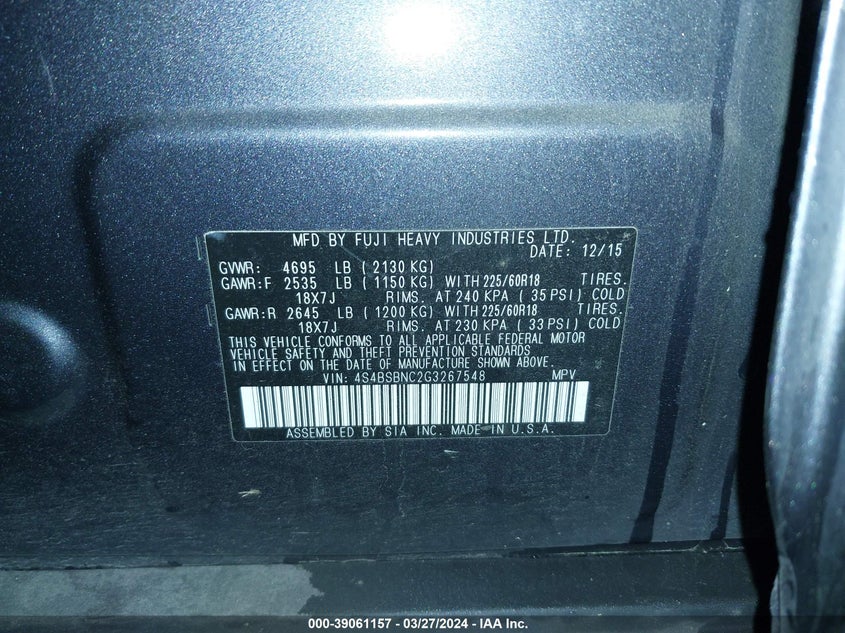 MFD BY FUJI HEAVY INDUSTRIES LTD.
DATE: 12/15
GVWR: 4695 LB ( 2130 KG)
GAWR:F 2535 LB ( 1150 KG) WITH 225/60R18 TIRES.
18X7J RIMS. AT 240 KPA ( 35 PSI) COLD
GAWR:R 2645 LB ( 1200 KG) WITH 225/60R18 TIRES.
18X7J RIMS. AT 230 KPA ( 33 PSI) COLD
THIS VEHICLE CONFORMS TO ALL APPLICABLE FEDERAL MOTOR
VEHICLE SAFETY AND THEFT PREVENTION STANDARDS
IN EFFECT ON THE DATE OF MANUFACTURE SHOWN ABOVE.
VIN: 4S4BSBNC2G3267548 MPV
ASSEMBLED BY SIA INC. MADE IN U.S.A.
000-39061157 - 03/27/2024 - IAA Inc.